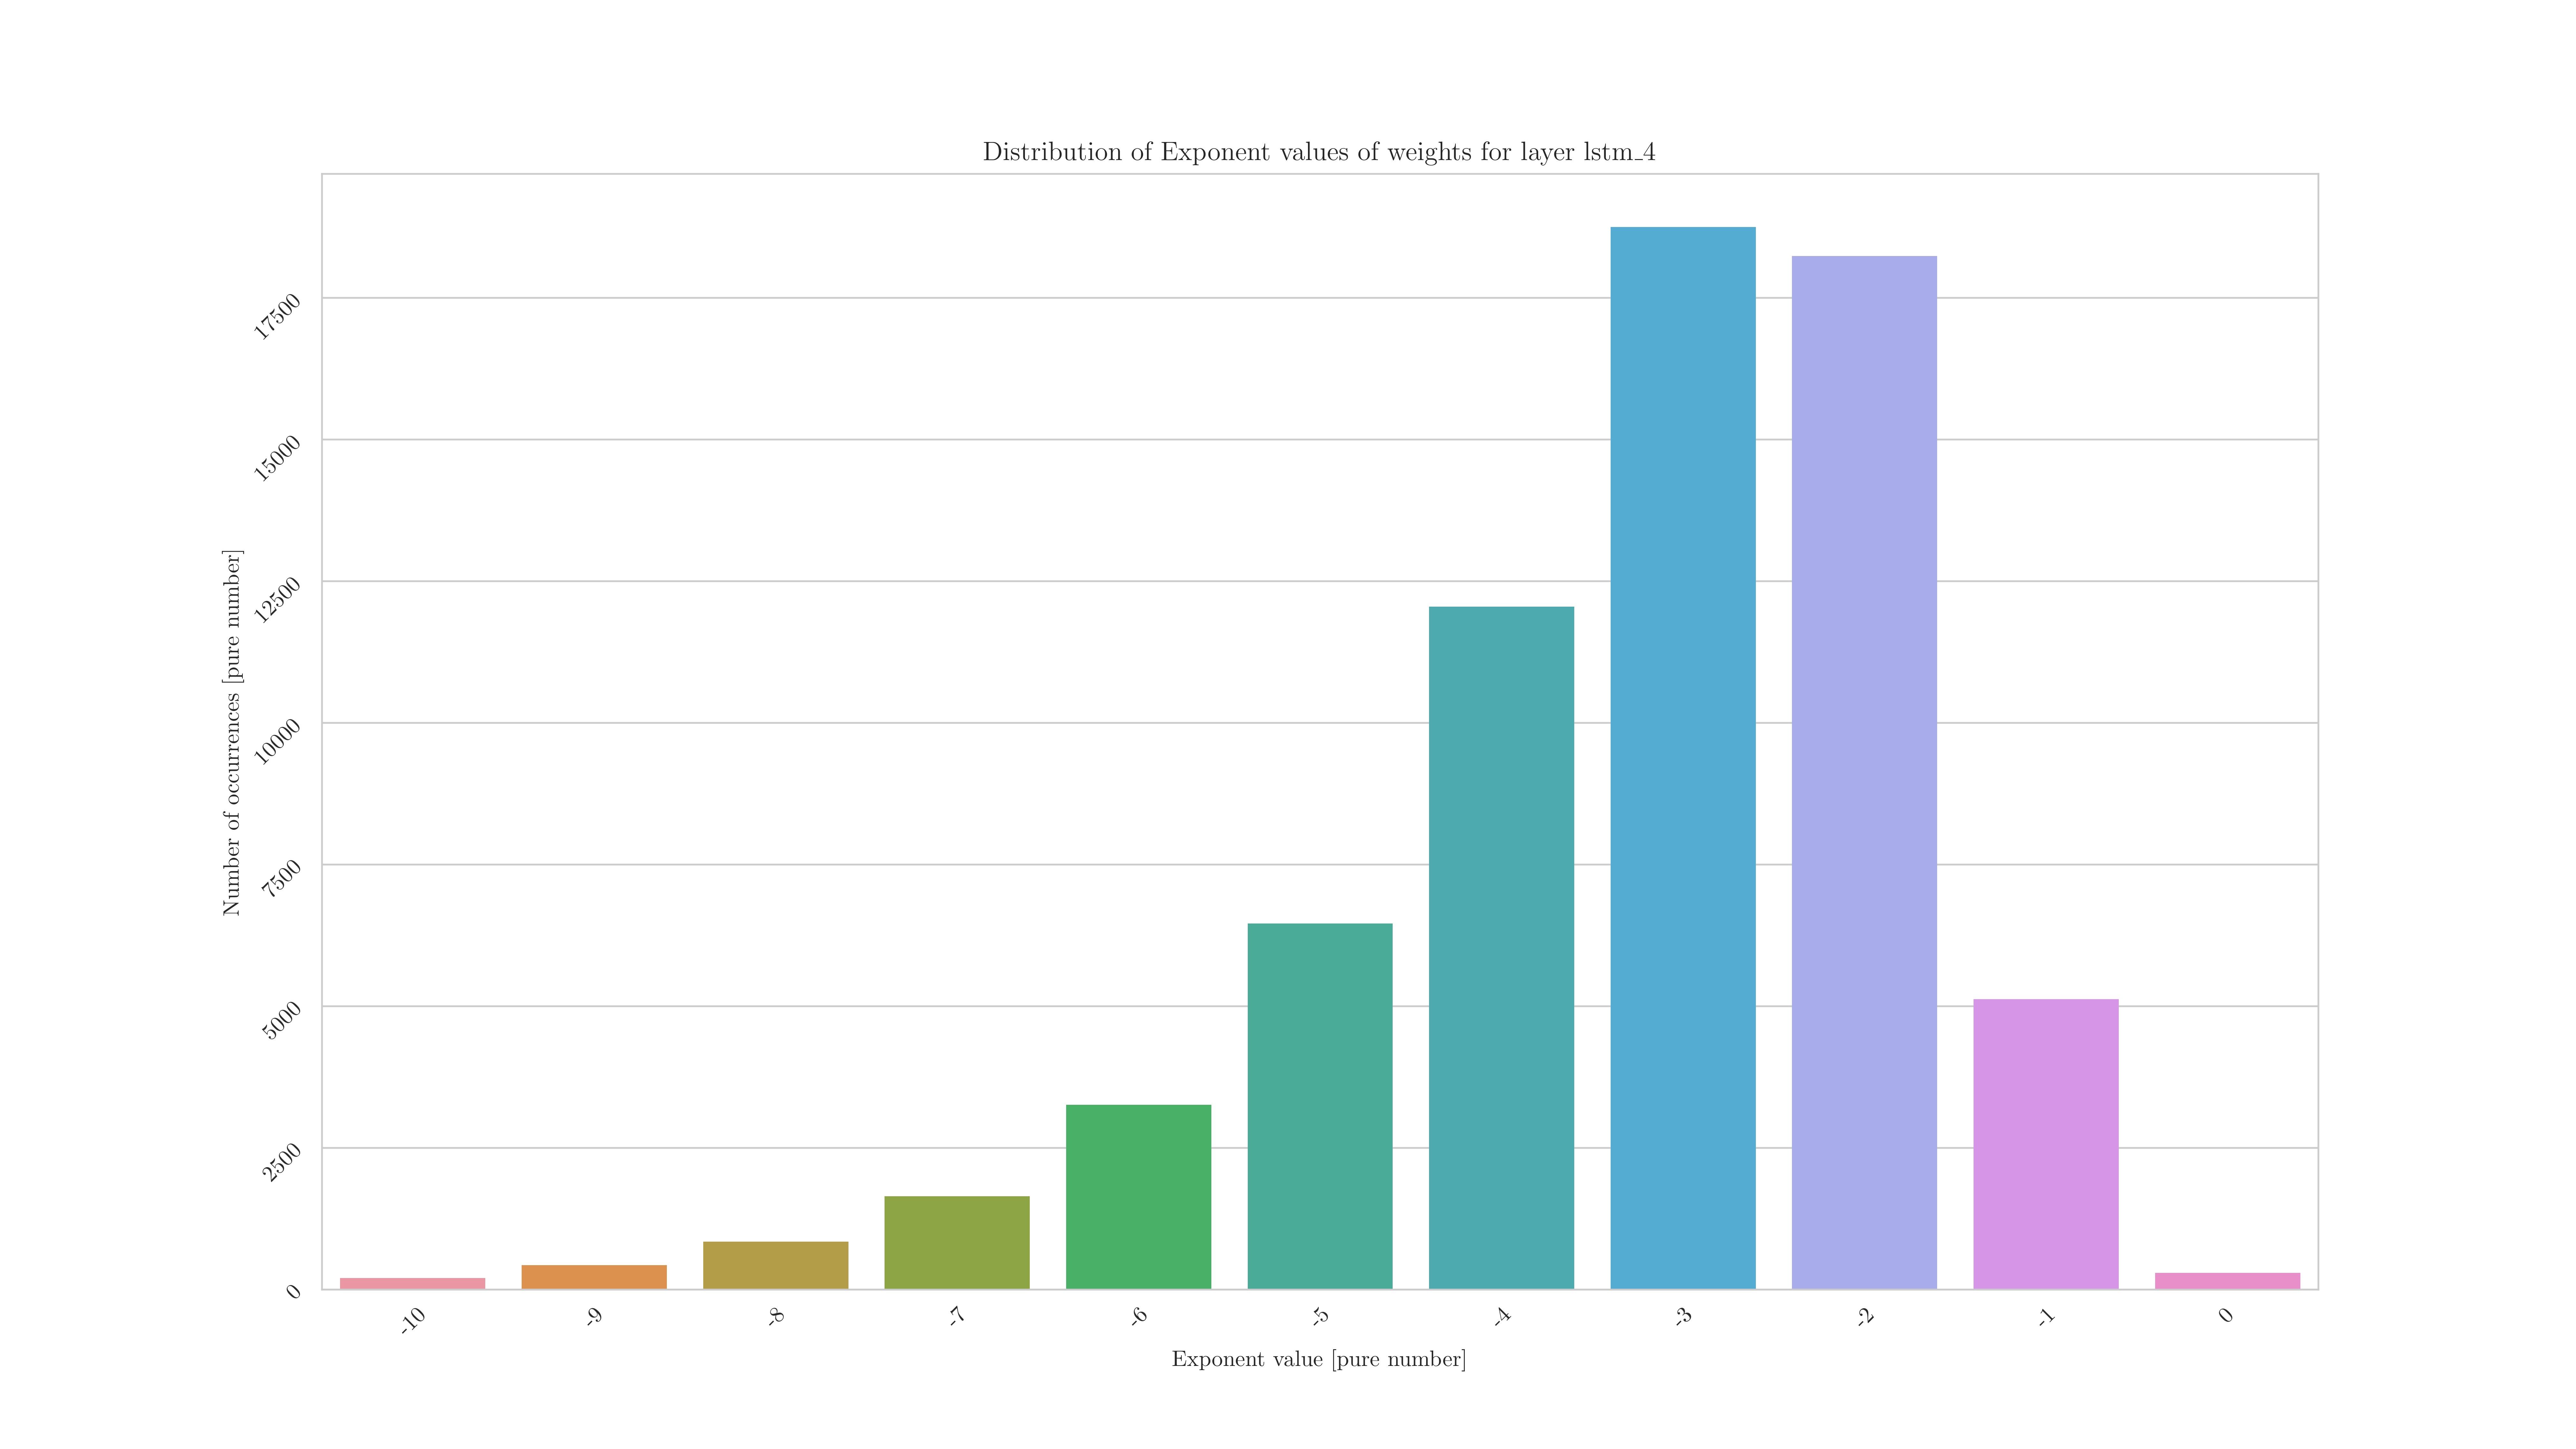 Distribution of Exponent values of weights for layer lstm_4
Number of occurrences [pure number]
17500
15000
12500
10000
7500
5000
2500
0
-10 -9 -8 -7 -6 -5 -4 -3 -2 -1 0
Exponent value [pure number]